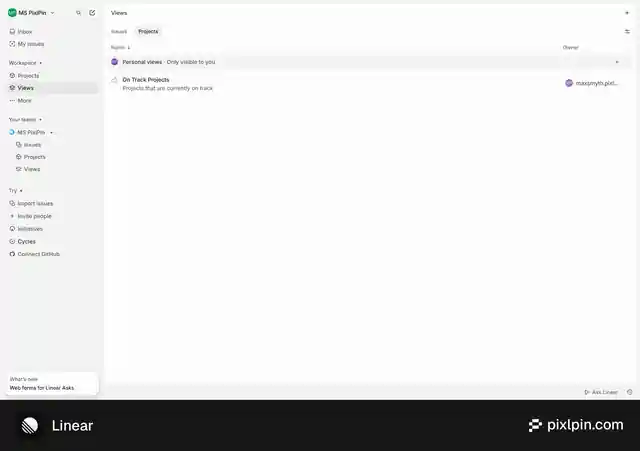 MS PixlPin
Inbox
My issues
Workspace
Projects
Views
More
Your teams
MS PixlPin
Issues
Projects
Views
Try
Import issues
Invite people
Initiatives
Cycles
Connect GitHub
What's new
Web forms for Linear Asks
Views
Issues Projects
Name ↓ Owner
Personal views · Only visible to you
On Track Projects
Projects that are currently on track
Ask Linear
Linear
pixlpin.com